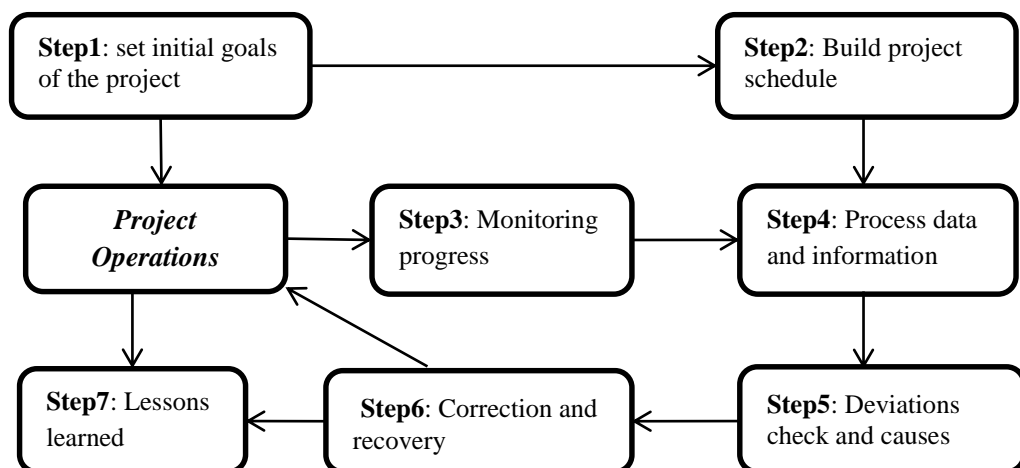 Step1: set initial goals
of the project
Step2: Build project
schedule
Project
Operations
Step3: Monitoring
progress
Step4: Process data
and information
Step7: Lessons
learned
Step6: Correction and
recovery
Step5: Deviations
check and causes